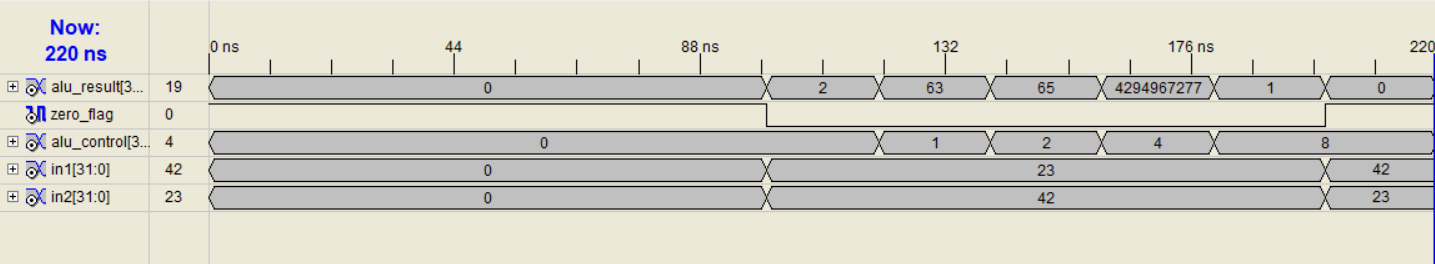 Now:
220 ns
0 ns 44 88 ns 132 176 ns 220
alu_result[3... 19 0 2 63 65 4294967277 1 0
zero_flag 0
alu_control[3... 4 0 1 2 4 8
in1[31:0] 42 0 23 42
in2[31:0] 23 0 42 23